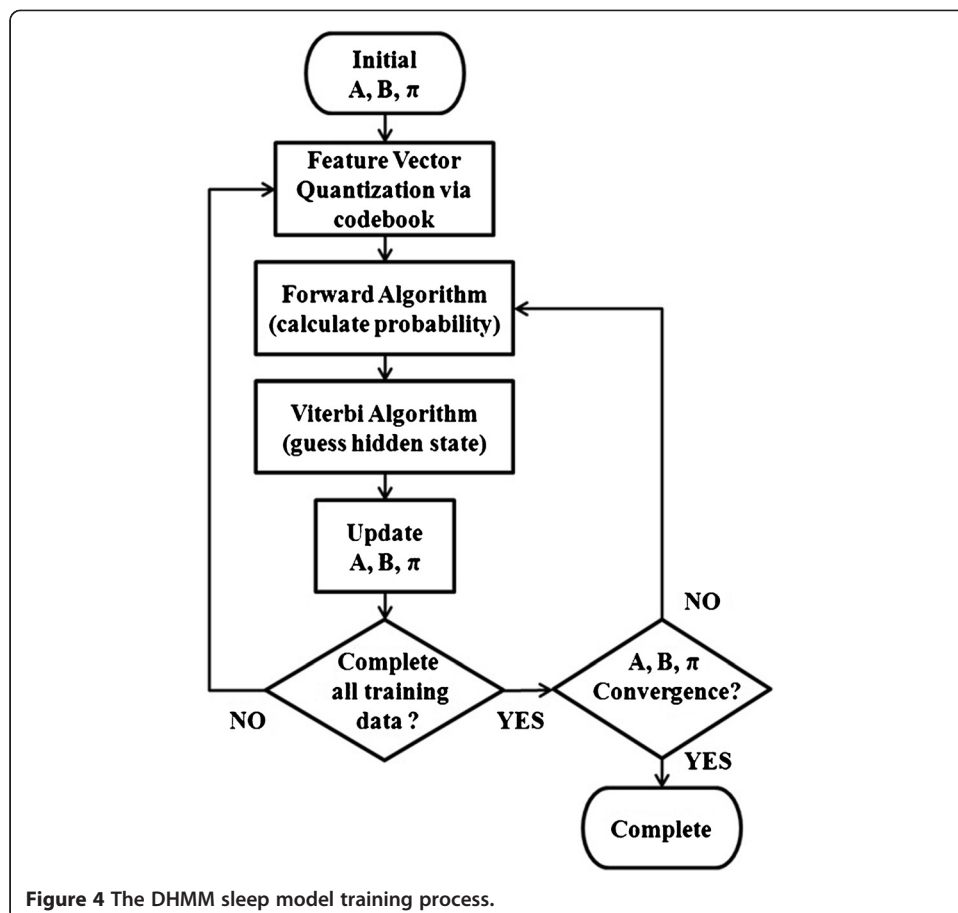 Initial
A, B, π
Feature Vector
Quantization via
codebook
Forward Algorithm
(calculate probability)
Viterbi Algorithm
(guess hidden state)
Update
A, B, π
Complete
all training
data ?
NO
YES
A, B, π
Convergence?
NO
YES
Complete
Figure 4 The DHMM sleep model training process.